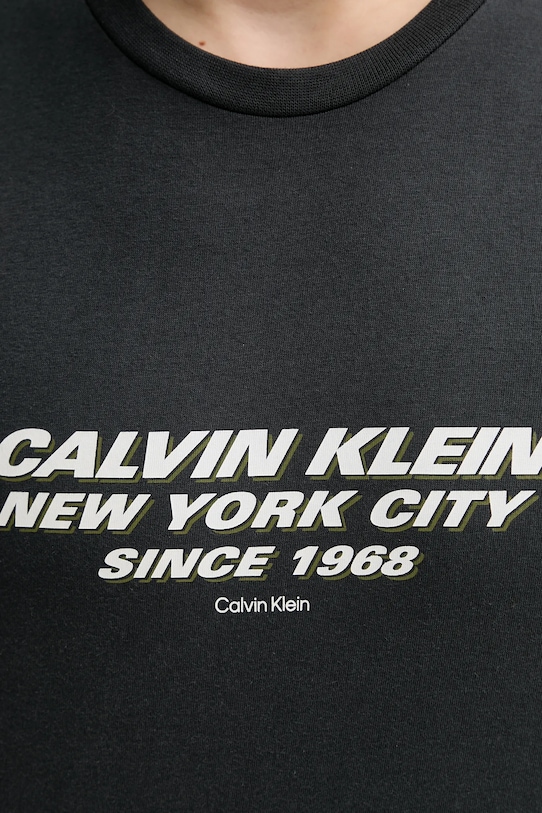 CALVIN KLEIN
NEW YORK CITY
SINCE 1968
Calvin Klein